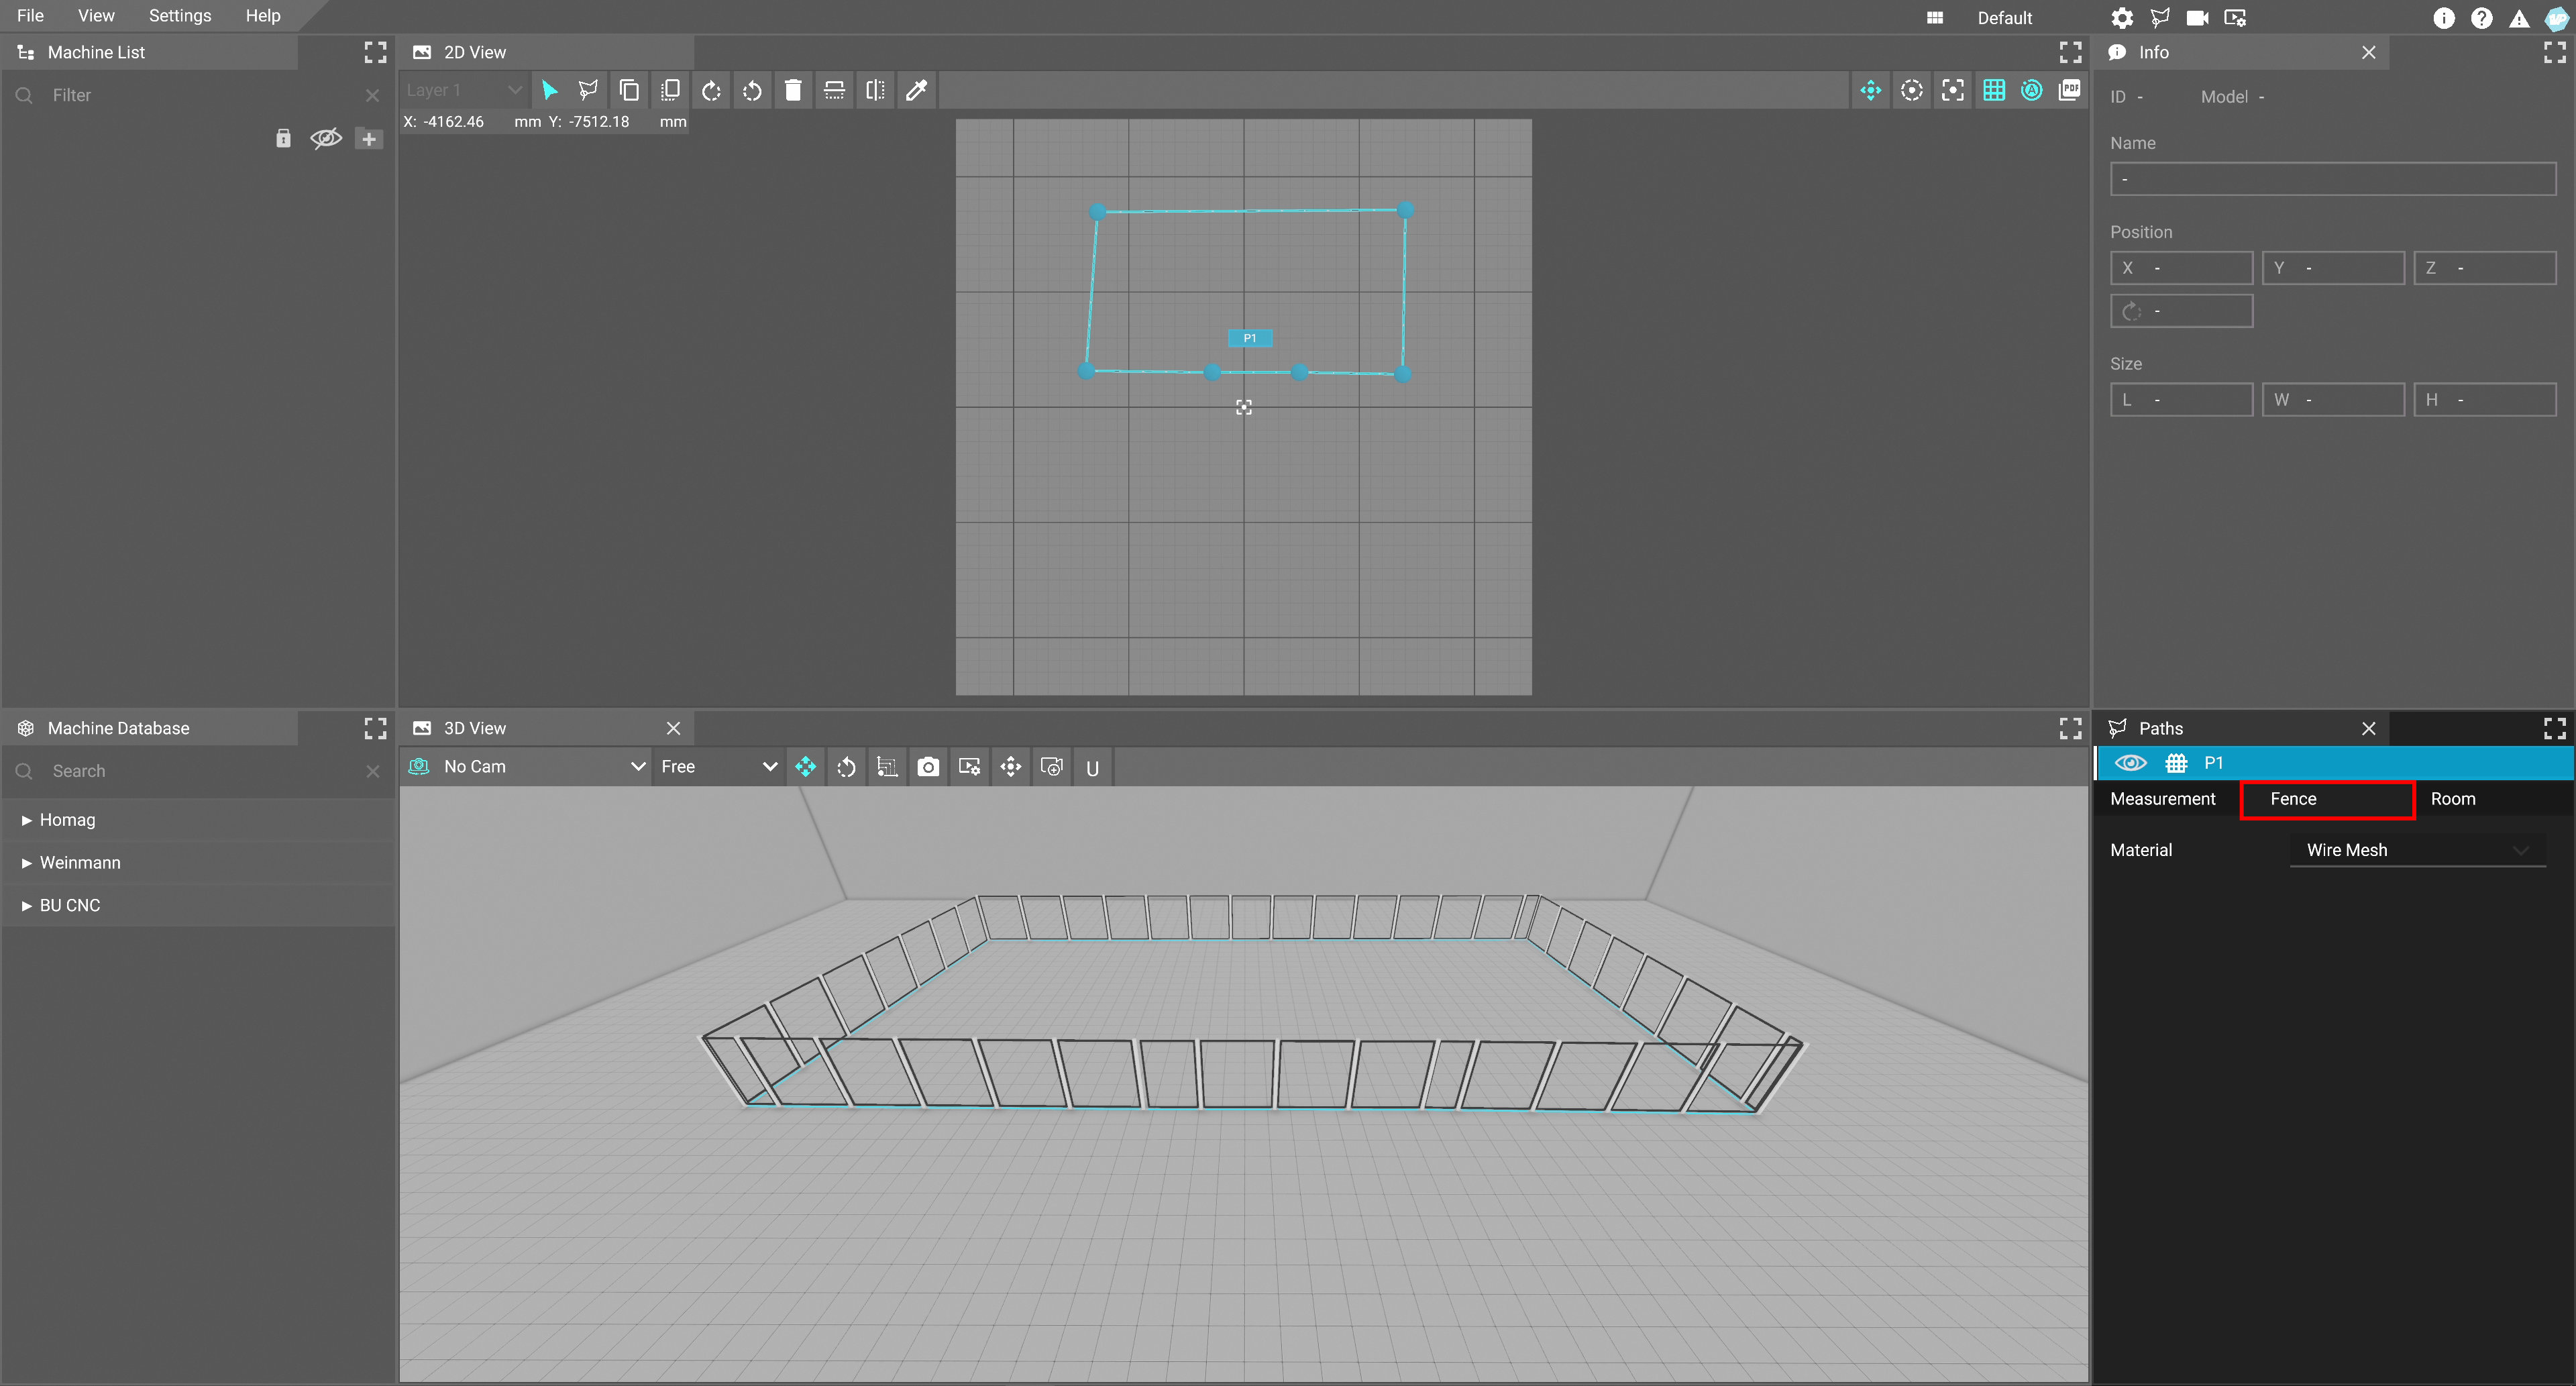 File View Settings Help Default
Machine List
Filter
2D View
Layer 1
PDF
X: -4162.46 mm Y: -7512.18 mm
P1
Info
ID - Model -
Name
-
Position
X - Y - Z -
-
Size
L - W - H -
Machine Database
Search
Homag
Weinmann
BU CNC
3D View
No Cam Free U
Paths
P1
Measurement Fence Room
Material Wire Mesh